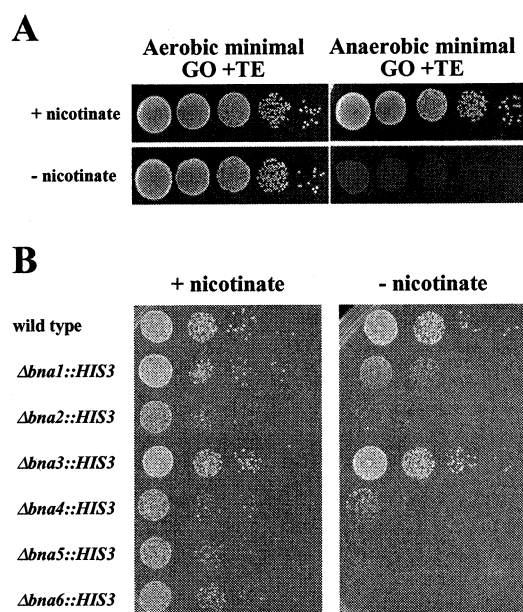 A
Aerobic minimal
GO +TE
Anaerobic minimal
GO +TE
+ nicotinate
- nicotinate
B
+ nicotinate
- nicotinate
wild type
Δbna1::HIS3
Δbna2::HIS3
Δbna3::HIS3
Δbna4::HIS3
Δbna5::HIS3
Δbna6::HIS3